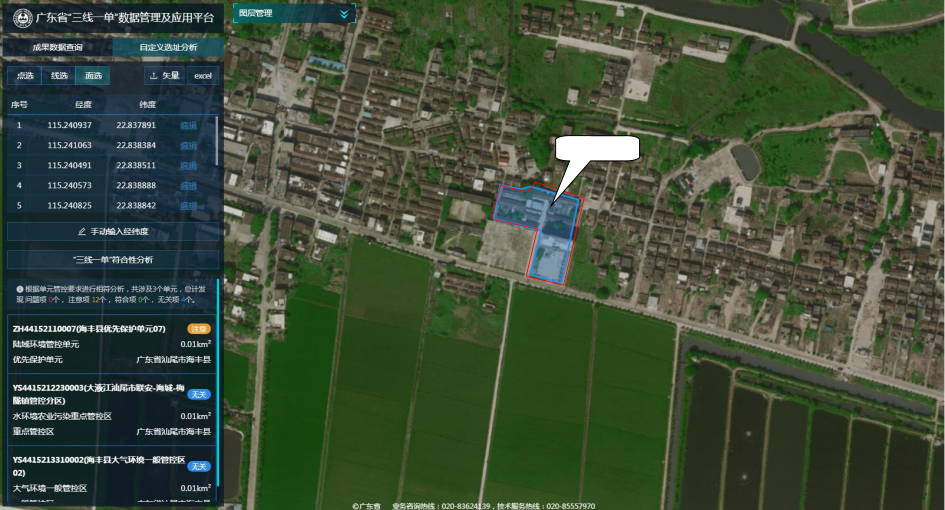 广东省"三线一单"数据管理及应用平台
图层管理
成果数据查询 自定义选址分析
点选 线选 面选 矢量 excel
序号 经度 纬度
1 115.240937 22.837891 编辑
2 115.241063 22.838384 编辑
3 115.240491 22.838511 编辑
4 115.240573 22.838888 编辑
5 115.240825 22.838842 编辑
手动输入经纬度
"三线一单"符合性分析
根据单元管控要求进行相符分析，共涉及3个单元，总计发
现 问题项 0个，注意项 12个，符合项 0个，无关项 4个。
ZH44152110007(海丰县优先保护单元07) 注意
陆域环境管控单元 0.01km²
优先保护单元 广东省汕尾市海丰县
YS4415212230003(大液江汕尾市联安-海城-梅
陇镇管控分区) 无关
水环境农业污染重点管控区 0.01km²
重点管控区 广东省汕尾市海丰县
YS4415213310002(海丰县大气环境一般管控区
02) 无关
大气环境一般管控区 0.01km²
©广东省 业务咨询热线：020-83624139，技术服务热线：020-85557970